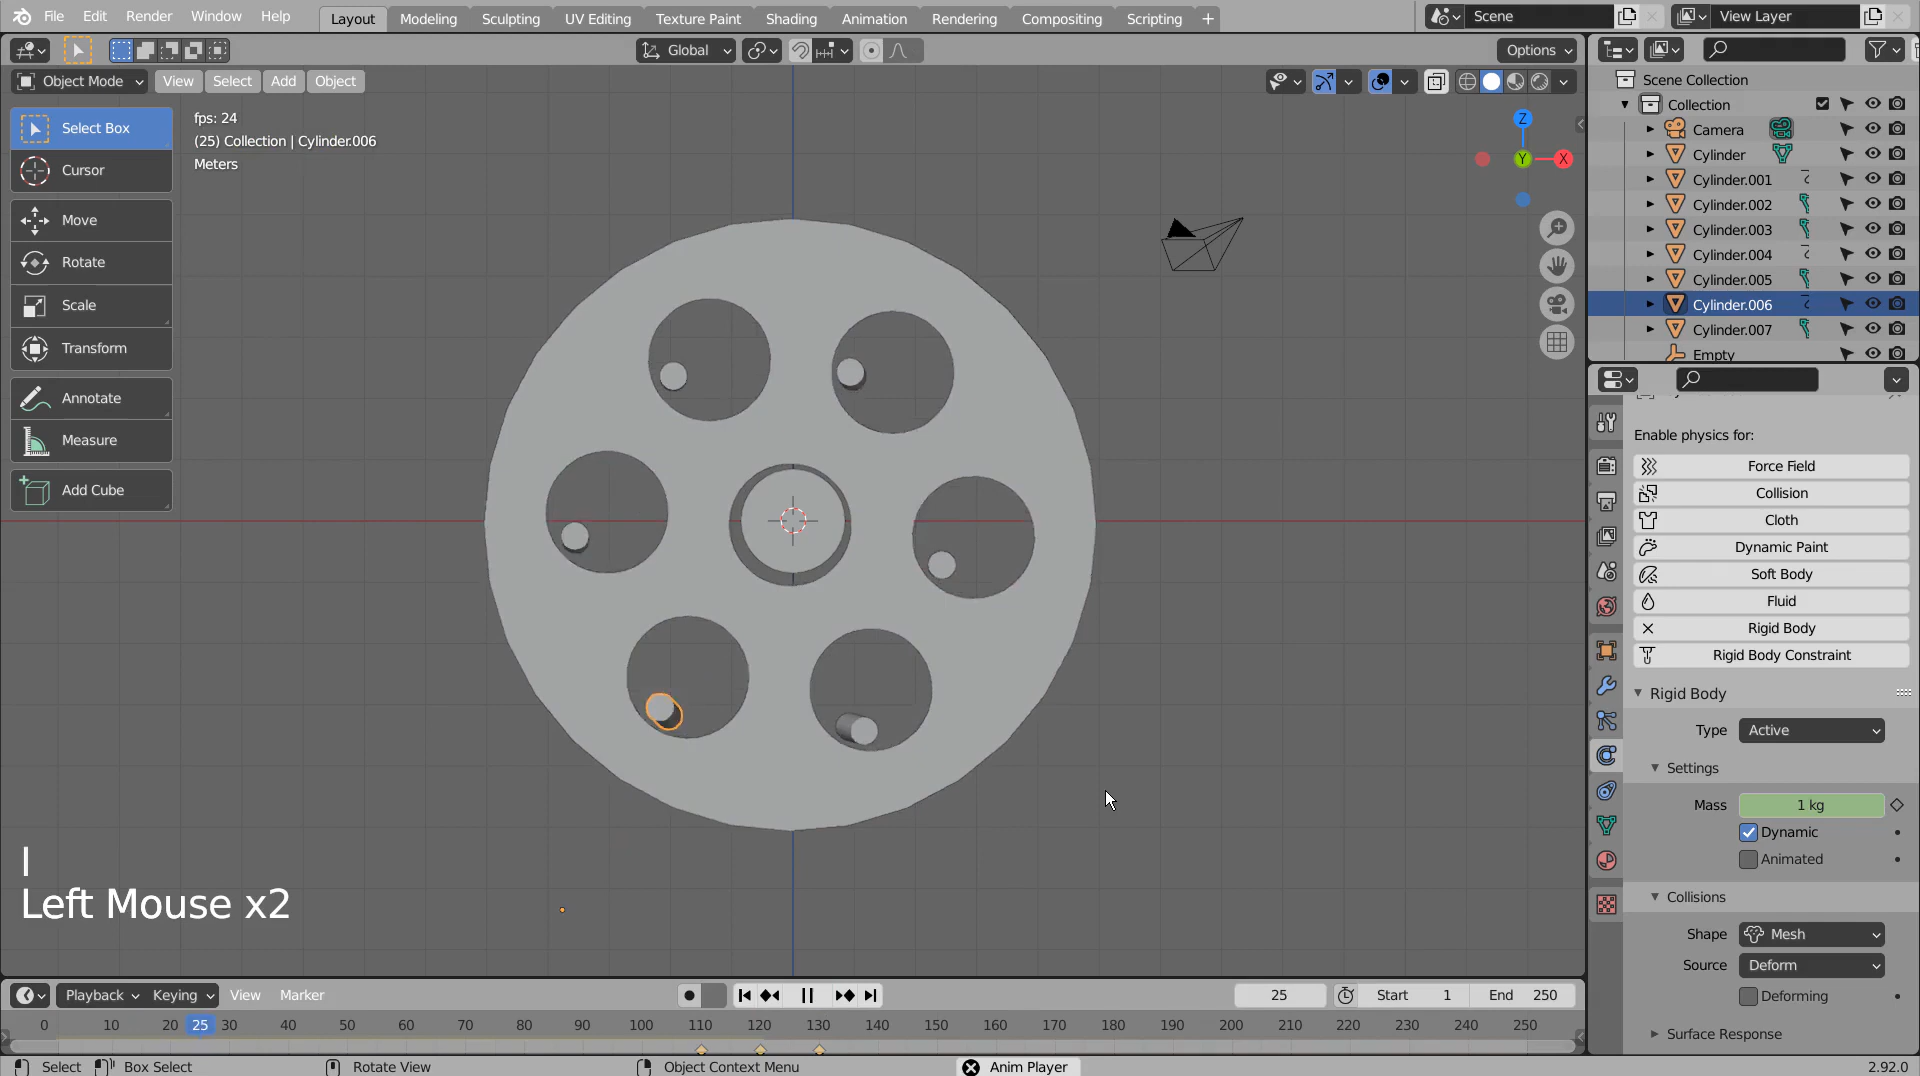 File Edit Render Window Help Layout Modeling Sculpting UV Editing Texture Paint Shading Animation Rendering Compositing Scripting + Scene View Layer
Global Options
Object Mode View Select Add Object
Select Box
Cursor
Move
Rotate
Scale
Transform
Annotate
Measure
Add Cube
fps: 24
(25) Collection | Cylinder.006
Meters
Z
Y
X
I
Left Mouse x2
Scene Collection
Collection
Camera
Cylinder
Cylinder.001
Cylinder.002
Cylinder.003
Cylinder.004
Cylinder.005
Cylinder.006
Cylinder.007
Empty
Enable physics for:
Force Field
Collision
Cloth
Dynamic Paint
Soft Body
Fluid
Rigid Body
Rigid Body Constraint
Rigid Body
Type Active
Settings
Mass 1 kg
Dynamic
Animated
Collisions
Shape Mesh
Source Deform
Deforming
Surface Response
Playback Keying View Marker 25 Start 1 End 250
0 10 20 25 30 40 50 60 70 80 90 100 110 120 130 140 150 160 170 180 190 200 210 220 230 240 250
Select Box Select Rotate View Object Context Menu Anim Player 2.92.0